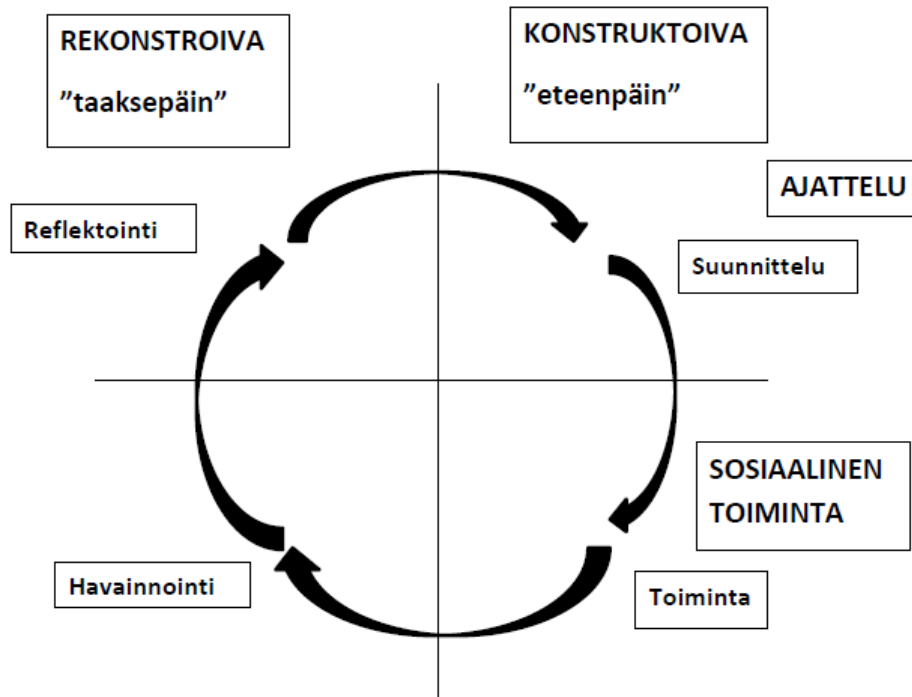 REKONSTROIVA
”taaksepäin”
KONSTRUKTOIVA
”eteenpäin”
AJATTELU
Reflektointi
Suunnittelu
SOSIAALINEN
TOIMINTA
Havainnointi
Toiminta